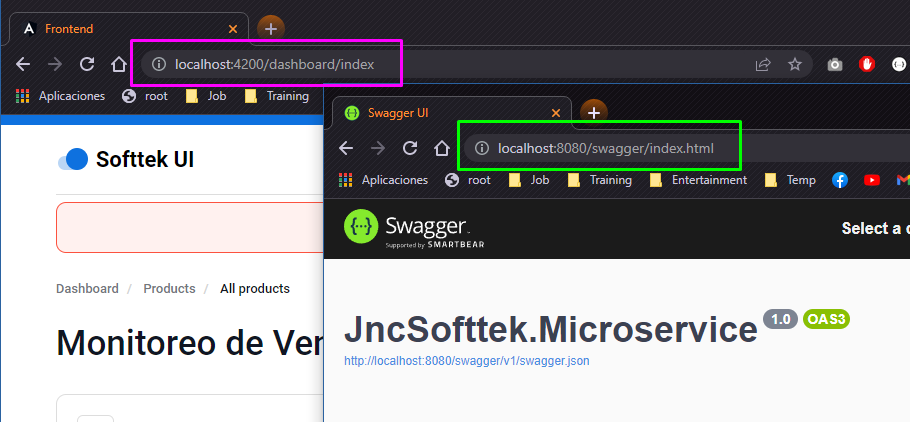 Frontend
localhost:4200/dashboard/index
Aplicaciones root Job Training
Softtek UI
Dashboard / Products / All products
Monitoreo de Ven
Swagger UI
localhost:8080/swagger/index.html
Aplicaciones root Job Training Entertainment Temp
Swagger
Supported by SMARTBEAR
Select a
JncSofttek.Microservice 1.0 OAS3
http://localhost:8080/swagger/v1/swagger.json